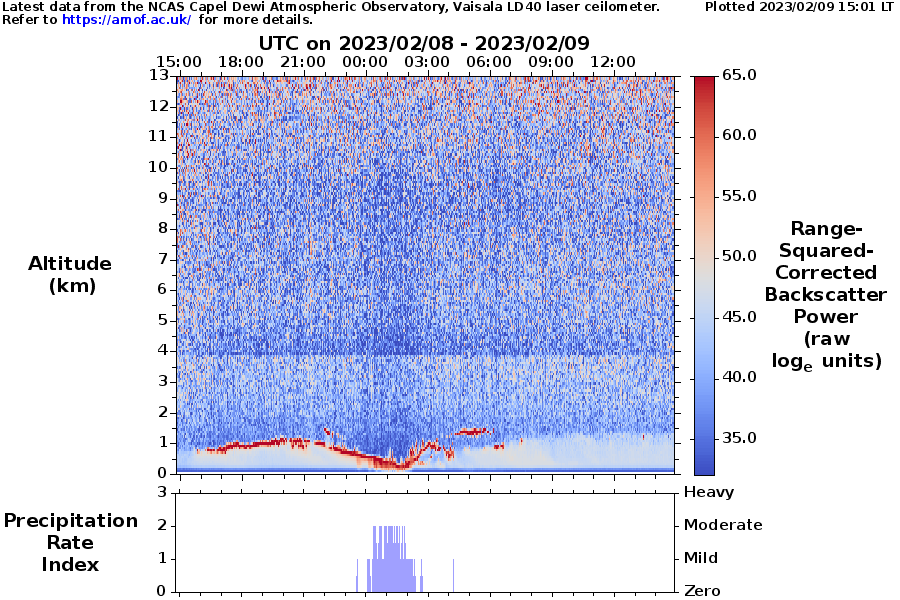 Latest data from the NCAS Capel Dewi Atmospheric Observatory, Vaisala LD40 laser ceilometer.
Plotted 2023/02/09 15:01 LT
Refer to https://amof.ac.uk/ for more details.
UTC on 2023/02/08 - 2023/02/09
15:00 18:00 21:00 00:00 03:00 06:00 09:00 12:00
13
12
11
10
9
8
7
6
5
4
3
2
1
0
Altitude
(km)
65.0
60.0
55.0
50.0
45.0
40.0
35.0
Range-
Squared-
Corrected
Backscatter
Power
(raw
logₑ units)
3
2
1
0
Precipitation
Rate
Index
Heavy
Moderate
Mild
Zero